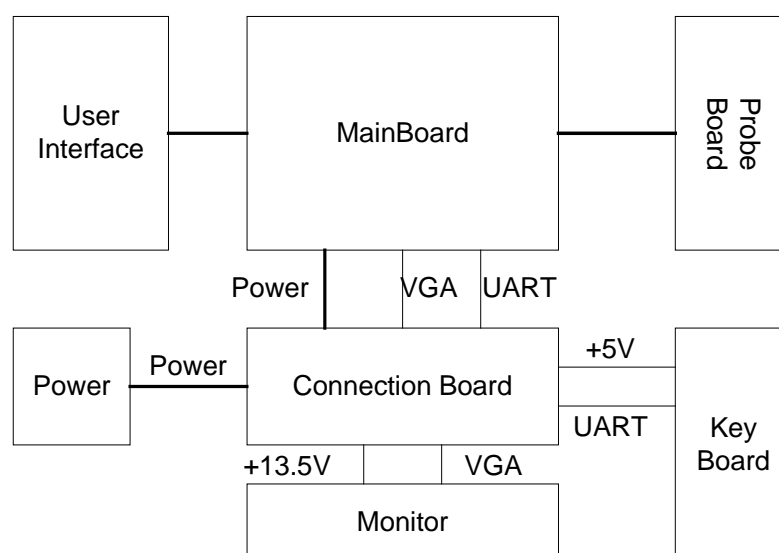 User
Interface
MainBoard
Probe
Board
Power
VGA
UART
Power
Power
Connection Board
+5V
UART
Key
Board
+13.5V
VGA
Monitor